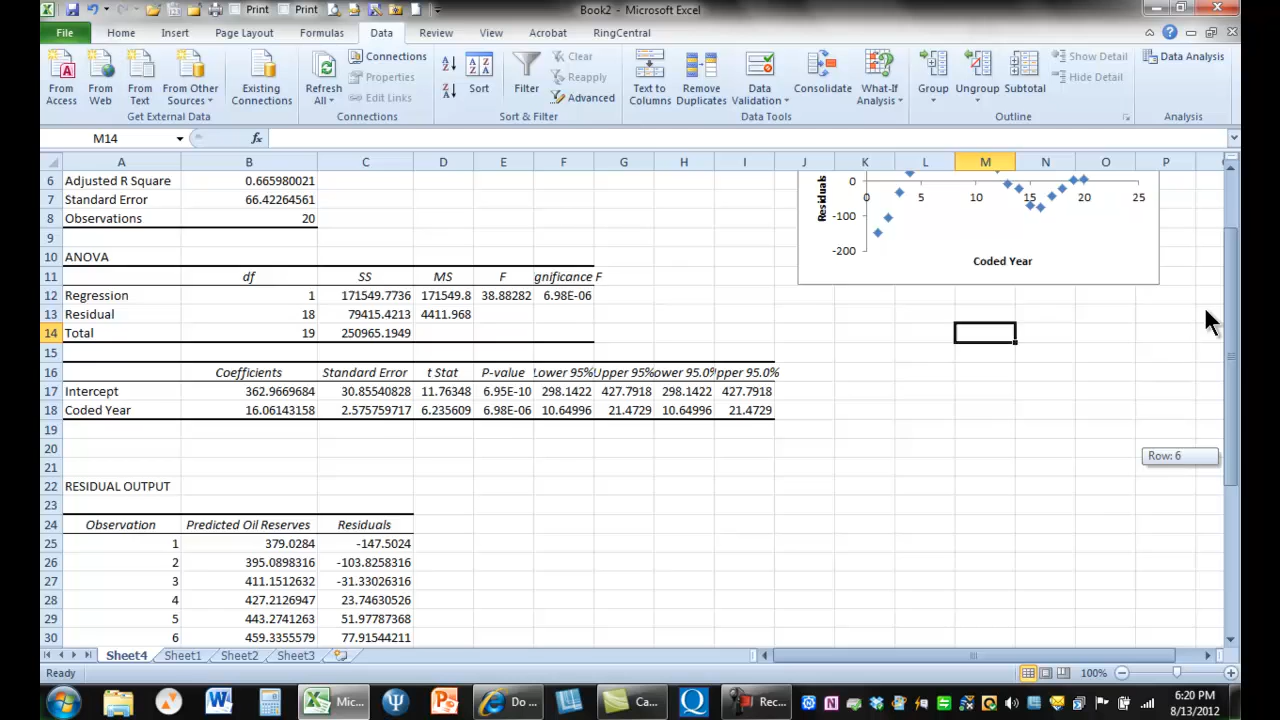 Print Print Book2 - Microsoft Excel
File Home Insert Page Layout Formulas Data Review View Acrobat RingCentral
Connections Clear Show Detail Data Analysis
Properties Reapply Hide Detail
Edit Links Advanced
From Access From Web From Text From Other Sources Existing Connections Refresh All Sort Filter Text to Columns Remove Duplicates Data Validation Consolidate What-If Analysis Group Ungroup Subtotal
Get External Data Connections Sort & Filter Data Tools Outline Analysis
M14 fx
A B C D E F G H I J K L M N O P
6 Adjusted R Square 0.665980021
7 Standard Error 66.42264561
8 Observations 20
9
10 ANOVA
11 df SS MS F gnificance F
12 Regression 1 171549.7736 171549.8 38.88282 6.98E-06
13 Residual 18 79415.4213 4411.968
14 Total 19 250965.1949
15
16 Coefficients Standard Error t Stat P-value Lower 95% Upper 95% ower 95.0% pper 95.0%
17 Intercept 362.9669684 30.85540828 11.76348 6.95E-10 298.1422 427.7918 298.1422 427.7918
18 Coded Year 16.06143158 2.575759717 6.235609 6.98E-06 10.64996 21.4729 10.64996 21.4729
19
20
21
22 RESIDUAL OUTPUT
23
24 Observation Predicted Oil Reserves Residuals
25 1 379.0284 -147.5024
26 2 395.0898316 -103.8258316
27 3 411.1512632 -31.33026316
28 4 427.2126947 23.74630526
29 5 443.2741263 51.97787368
30 6 459.3355579 77.91544211
Residuals
0
-100
-200
0 5 10 15 20 25
Coded Year
Row: 6
Sheet4 Sheet1 Sheet2 Sheet3
Ready 100%
Mic... Do ... Ca... Rec...
6:20 PM
8/13/2012